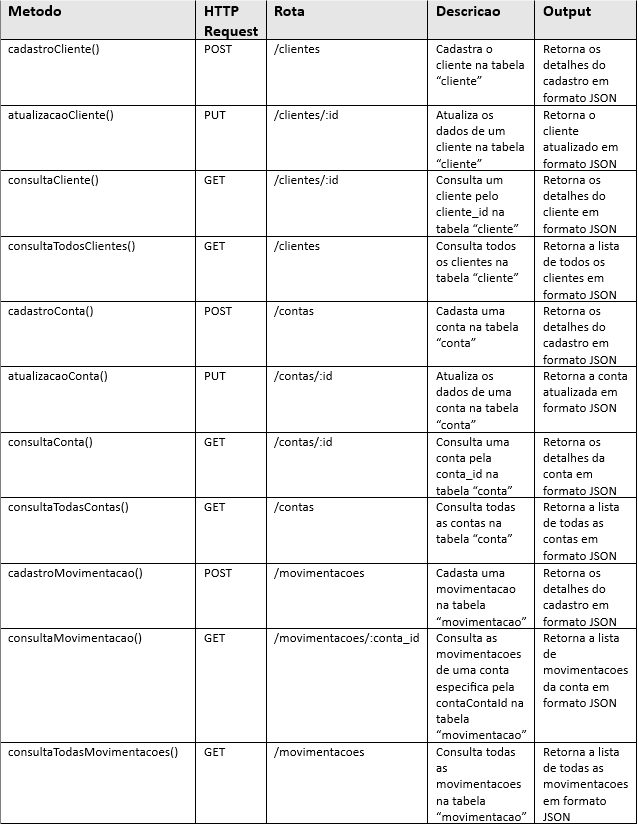 Metodo HTTP Request Rota Descricao Output
cadastroCliente() POST /clientes Cadastra o Retorna os
cliente na tabela detalhes do
“cliente” cadastro em
formato JSON
atualizacaoCliente() PUT /clientes/:id Atualiza os Retorna o
dados de um cliente
cliente na tabela atualizado em
“cliente” formato JSON
consultaCliente() GET /clientes/:id Consulta um Retorna os
cliente pelo detalhes do
cliente_id na cliente em
tabela “cliente” formato JSON
consultaTodosClientes() GET /clientes Consulta todos Retorna a lista
os clientes na de todos os
tabela “cliente” clientes em
formato JSON
cadastroConta() POST /contas Cadasta uma Retorna os
conta na tabela detalhes do
“conta” cadastro em
formato JSON
atualizacaoConta() PUT /contas/:id Atualiza os Retorna a conta
dados de uma atualizada em
conta na tabela formato JSON
“conta”
consultaConta() GET /contas/:id Consulta uma Retorna os
conta pela detalhes da
conta_id na conta em
tabela “conta” formato JSON
consultaTodasContas() GET /contas Consulta todas Retorna a lista
as contas na de todas as
tabela “conta” contas em
formato JSON
cadastroMovimentacao() POST /movimentacoes Cadasta uma Retorna os
movimentacao detalhes do
na tabela cadastro em
“movimentacao” formato JSON
consultaMovimentacao() GET /movimentacoes/:conta_id Consulta as Retorna a lista
movimentacoes de
de uma conta movimentacoes
especifica pela da conta em
contaContaId na formato JSON
tabela
“movimentacao”
consultaTodasMovimentacoes() GET /movimentacoes Consulta todas Retorna a lista
as de todas as
movimentacoes movimentacoes
na tabela em formato
“movimentacao” JSON